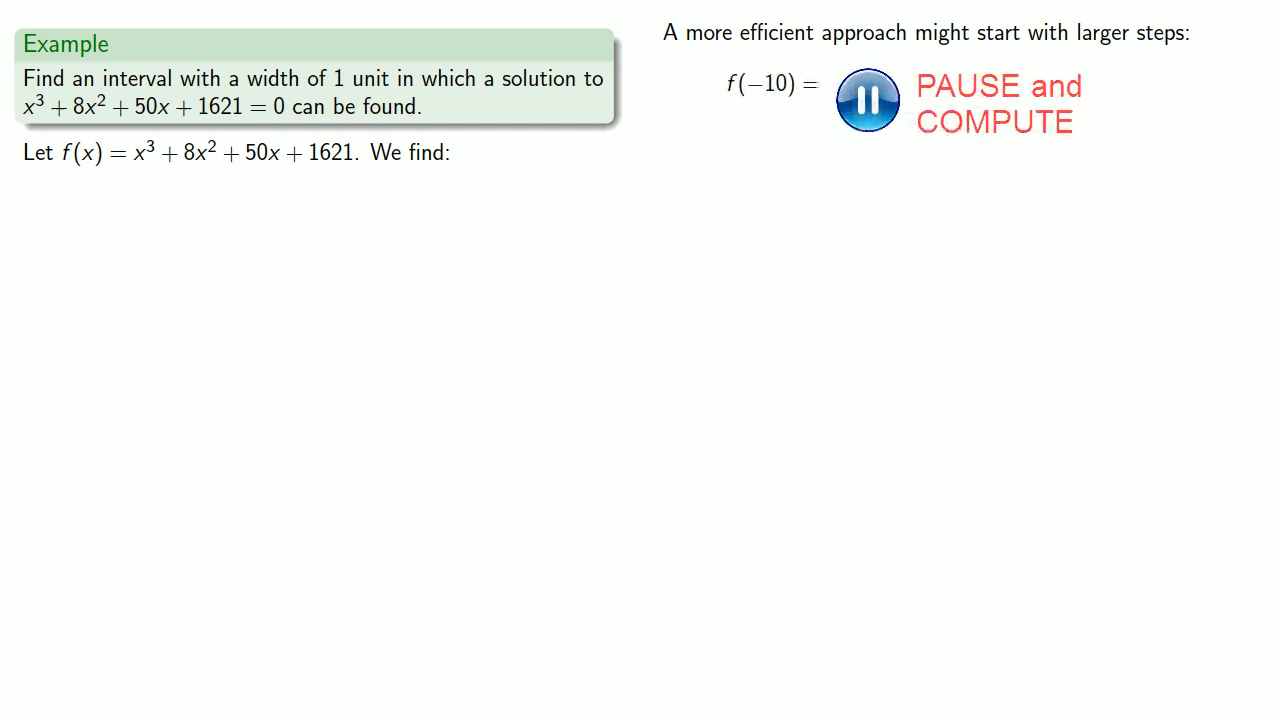 Example
Find an interval with a width of 1 unit in which a solution to
x³ + 8x² + 50x + 1621 = 0 can be found.
Let f(x) = x³ + 8x² + 50x + 1621. We find:
A more efficient approach might start with larger steps:
f(−10) =
PAUSE and
COMPUTE